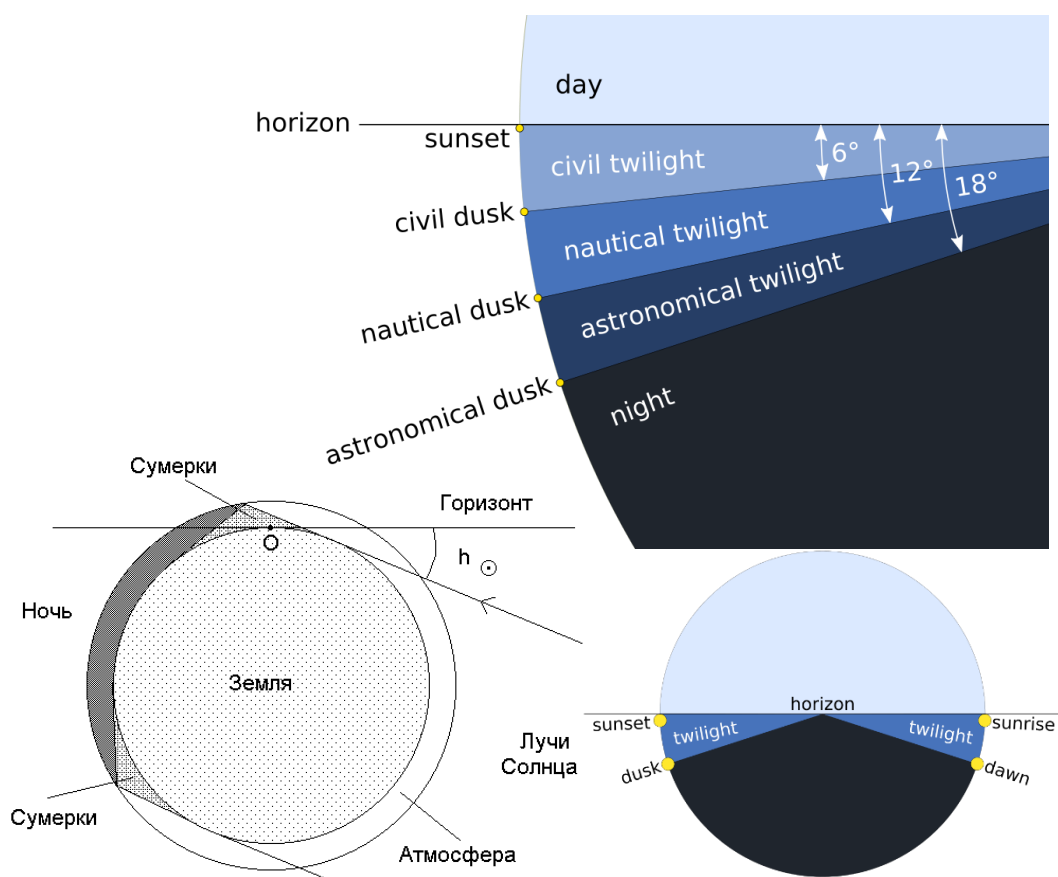 day
horizon
sunset
civil twilight
6°
12°
18°
civil dusk
nautical twilight
nautical dusk
astronomical twilight
astronomical dusk
night
Сумерки
Горизонт
O
h
Ночь
Земля
Лучи
Солнца
Сумерки
Атмосфера
horizon
sunset
twilight
twilight
sunrise
dusk
dawn